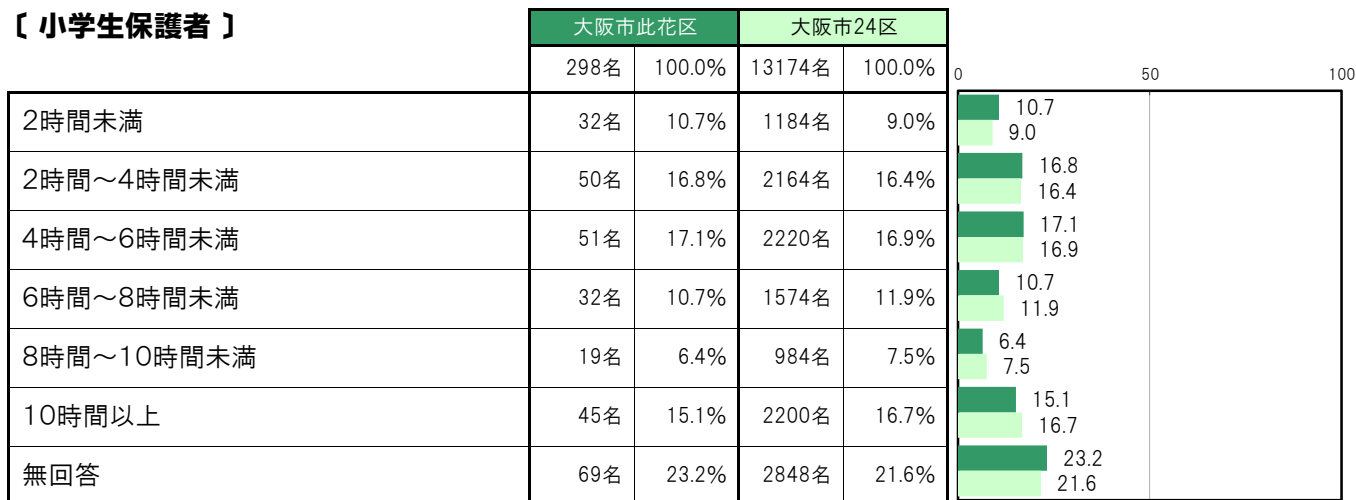 〔 小学生保護者 〕
大阪市此花区 大阪市24区
298名 100.0% 13174名 100.0%
0 50 100
2時間未満 32名 10.7% 1184名 9.0%
10.7
9.0
2時間～4時間未満 50名 16.8% 2164名 16.4%
16.8
16.4
4時間～6時間未満 51名 17.1% 2220名 16.9%
17.1
16.9
6時間～8時間未満 32名 10.7% 1574名 11.9%
10.7
11.9
8時間～10時間未満 19名 6.4% 984名 7.5%
6.4
7.5
10時間以上 45名 15.1% 2200名 16.7%
15.1
16.7
無回答 69名 23.2% 2848名 21.6%
23.2
21.6